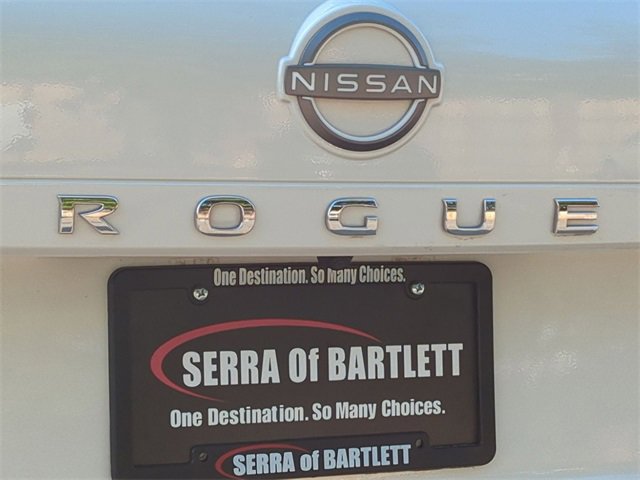 NISSAN
ROGUE
One Destination. So Many Choices.
SERRA Of BARTLETT
One Destination. So Many Choices.
SERRA of BARTLETT